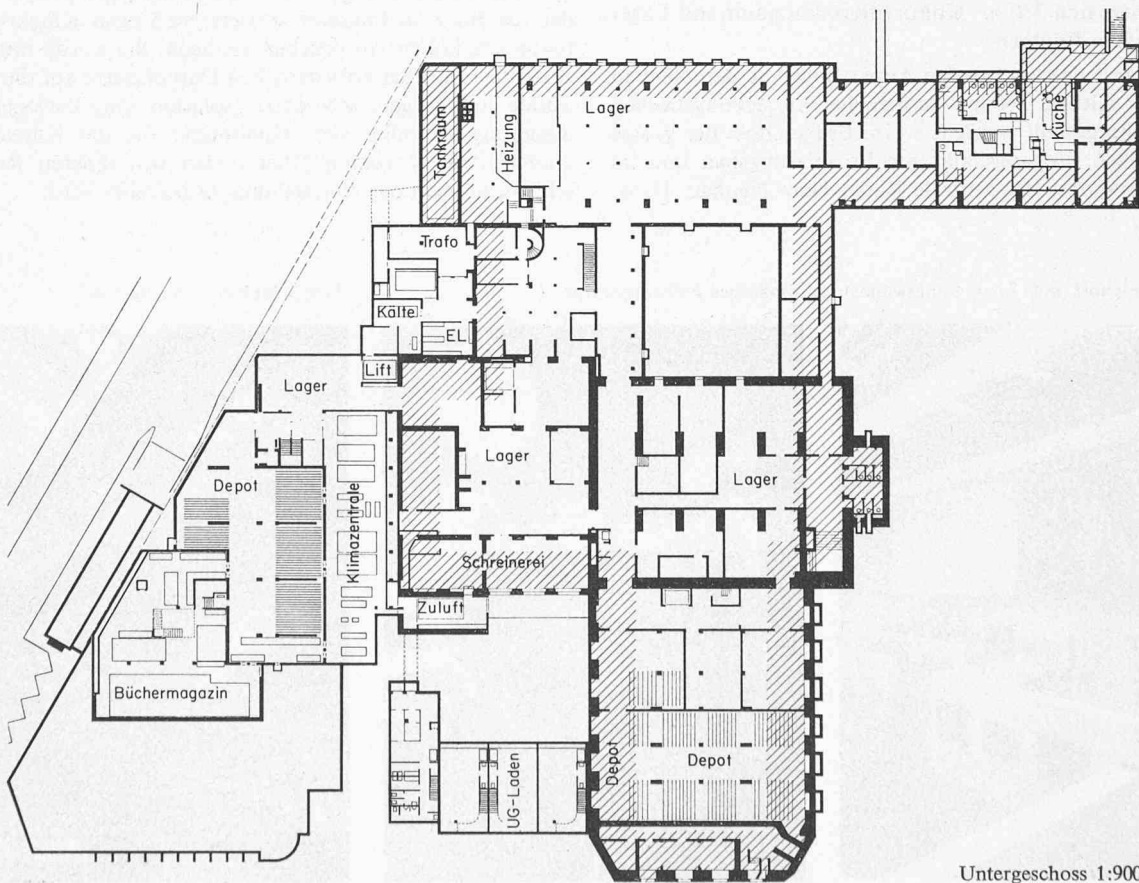 Tankraum
Heizung
Lager
Küche
Trafo
Kälte
EL
Lift
Lager
Lager
Depot
Klimazentrale
Lager
Schreinerei
Zuluft
Büchermagazin
UG-Laden
Depot
Depot
Untergeschoss 1:900